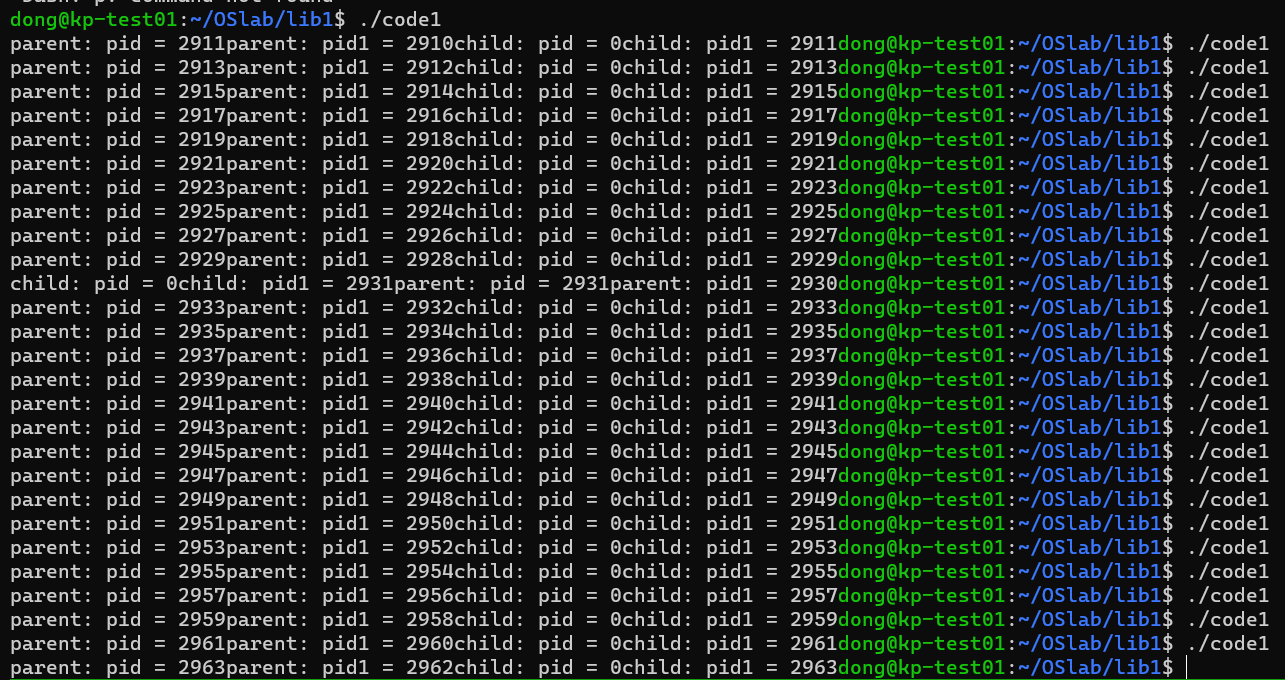 dong@kp-test01:~/OSlab/lib1$ ./code1
parent: pid = 2911parent: pid1 = 2910child: pid = 0child: pid1 = 2911dong@kp-test01:~/OSlab/lib1$ ./code1
parent: pid = 2913parent: pid1 = 2912child: pid = 0child: pid1 = 2913dong@kp-test01:~/OSlab/lib1$ ./code1
parent: pid = 2915parent: pid1 = 2914child: pid = 0child: pid1 = 2915dong@kp-test01:~/OSlab/lib1$ ./code1
parent: pid = 2917parent: pid1 = 2916child: pid = 0child: pid1 = 2917dong@kp-test01:~/OSlab/lib1$ ./code1
parent: pid = 2919parent: pid1 = 2918child: pid = 0child: pid1 = 2919dong@kp-test01:~/OSlab/lib1$ ./code1
parent: pid = 2921parent: pid1 = 2920child: pid = 0child: pid1 = 2921dong@kp-test01:~/OSlab/lib1$ ./code1
parent: pid = 2923parent: pid1 = 2922child: pid = 0child: pid1 = 2923dong@kp-test01:~/OSlab/lib1$ ./code1
parent: pid = 2925parent: pid1 = 2924child: pid = 0child: pid1 = 2925dong@kp-test01:~/OSlab/lib1$ ./code1
parent: pid = 2927parent: pid1 = 2926child: pid = 0child: pid1 = 2927dong@kp-test01:~/OSlab/lib1$ ./code1
parent: pid = 2929parent: pid1 = 2928child: pid = 0child: pid1 = 2929dong@kp-test01:~/OSlab/lib1$ ./code1
child: pid = 0child: pid1 = 2931parent: pid = 2931parent: pid1 = 2930dong@kp-test01:~/OSlab/lib1$ ./code1
parent: pid = 2933parent: pid1 = 2932child: pid = 0child: pid1 = 2933dong@kp-test01:~/OSlab/lib1$ ./code1
parent: pid = 2935parent: pid1 = 2934child: pid = 0child: pid1 = 2935dong@kp-test01:~/OSlab/lib1$ ./code1
parent: pid = 2937parent: pid1 = 2936child: pid = 0child: pid1 = 2937dong@kp-test01:~/OSlab/lib1$ ./code1
parent: pid = 2939parent: pid1 = 2938child: pid = 0child: pid1 = 2939dong@kp-test01:~/OSlab/lib1$ ./code1
parent: pid = 2941parent: pid1 = 2940child: pid = 0child: pid1 = 2941dong@kp-test01:~/OSlab/lib1$ ./code1
parent: pid = 2943parent: pid1 = 2942child: pid = 0child: pid1 = 2943dong@kp-test01:~/OSlab/lib1$ ./code1
parent: pid = 2945parent: pid1 = 2944child: pid = 0child: pid1 = 2945dong@kp-test01:~/OSlab/lib1$ ./code1
parent: pid = 2947parent: pid1 = 2946child: pid = 0child: pid1 = 2947dong@kp-test01:~/OSlab/lib1$ ./code1
parent: pid = 2949parent: pid1 = 2948child: pid = 0child: pid1 = 2949dong@kp-test01:~/OSlab/lib1$ ./code1
parent: pid = 2951parent: pid1 = 2950child: pid = 0child: pid1 = 2951dong@kp-test01:~/OSlab/lib1$ ./code1
parent: pid = 2953parent: pid1 = 2952child: pid = 0child: pid1 = 2953dong@kp-test01:~/OSlab/lib1$ ./code1
parent: pid = 2955parent: pid1 = 2954child: pid = 0child: pid1 = 2955dong@kp-test01:~/OSlab/lib1$ ./code1
parent: pid = 2957parent: pid1 = 2956child: pid = 0child: pid1 = 2957dong@kp-test01:~/OSlab/lib1$ ./code1
parent: pid = 2959parent: pid1 = 2958child: pid = 0child: pid1 = 2959dong@kp-test01:~/OSlab/lib1$ ./code1
parent: pid = 2961parent: pid1 = 2960child: pid = 0child: pid1 = 2961dong@kp-test01:~/OSlab/lib1$ ./code1
parent: pid = 2963parent: pid1 = 2962child: pid = 0child: pid1 = 2963dong@kp-test01:~/OSlab/lib1$